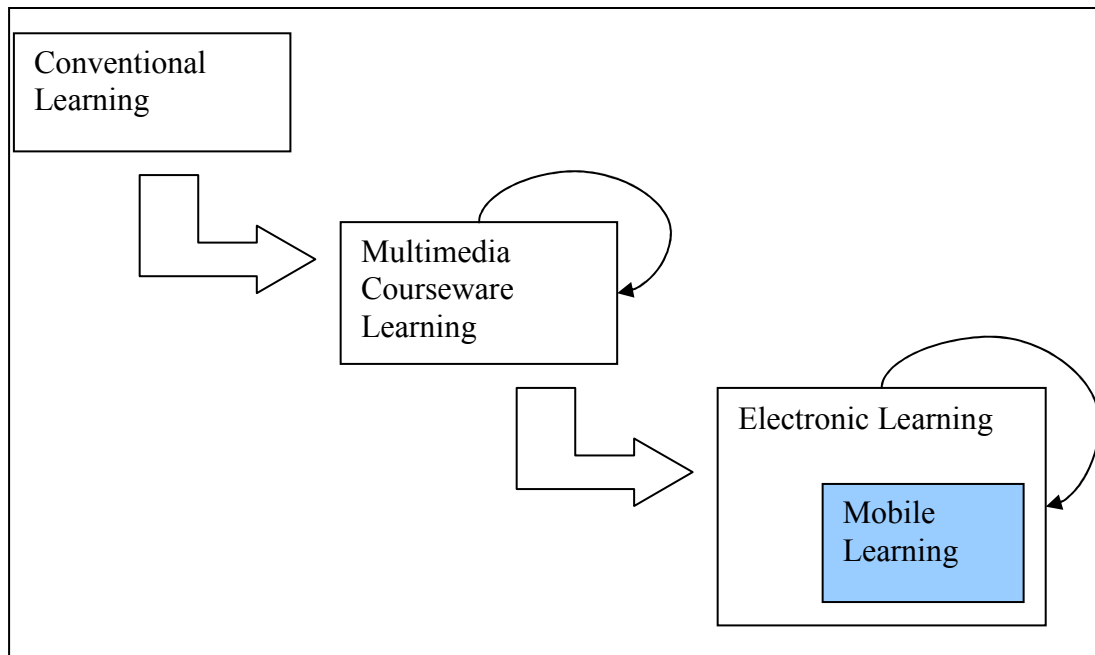 Conventional
Learning
Multimedia
Courseware
Learning
Electronic Learning
Mobile
Learning